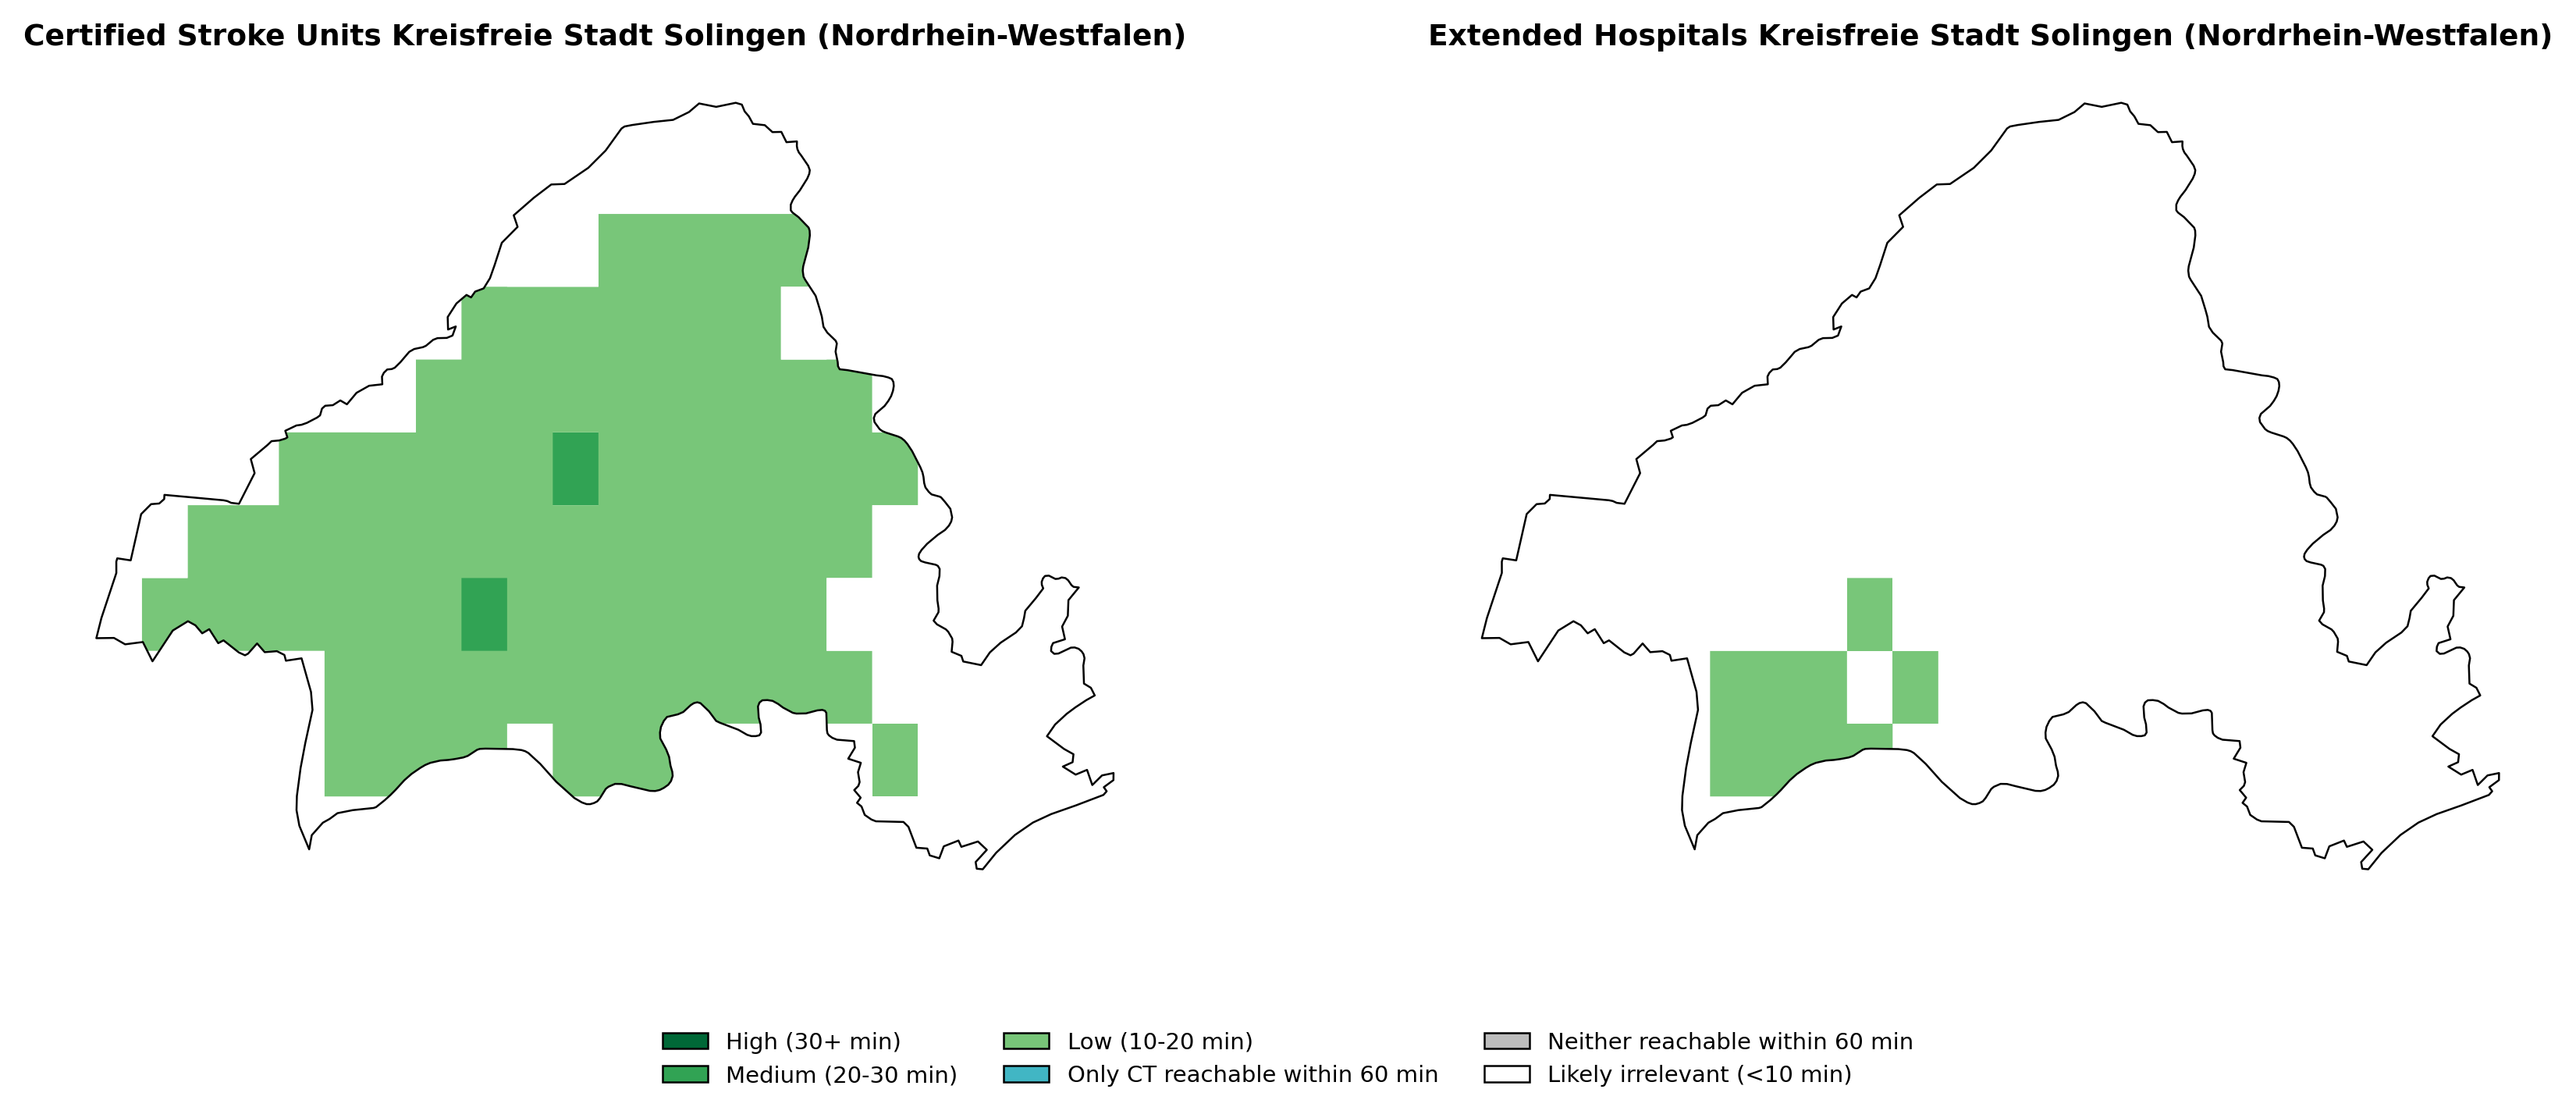 Certified Stroke Units Kreisfreie Stadt Solingen (Nordrhein-Westfalen)
Extended Hospitals Kreisfreie Stadt Solingen (Nordrhein-Westfalen)
High (30+ min)
Medium (20-30 min)
Low (10-20 min)
Only CT reachable within 60 min
Neither reachable within 60 min
Likely irrelevant (<10 min)